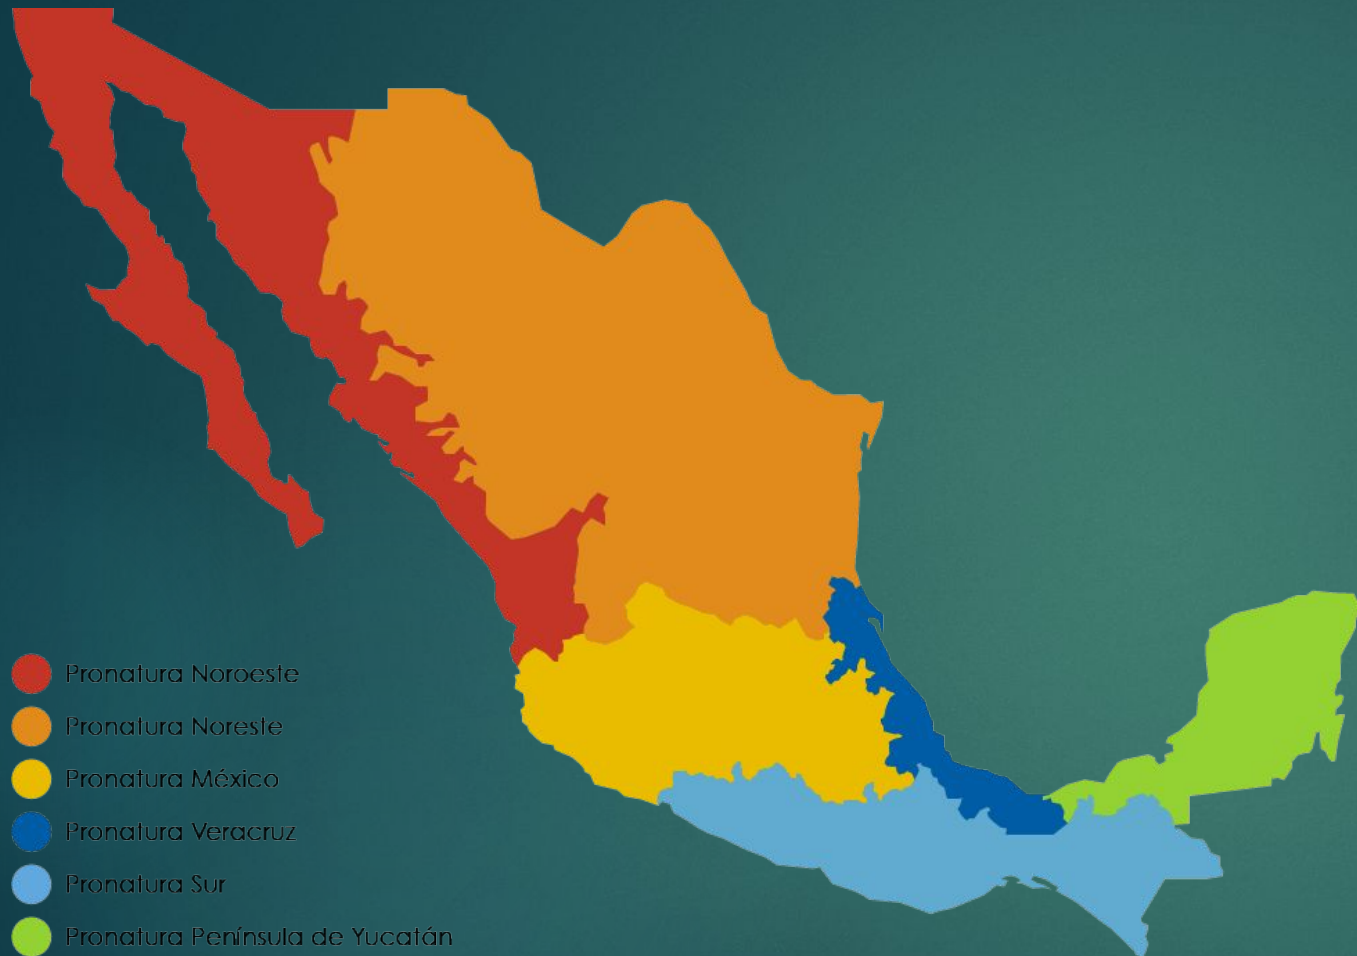 Pronatura Noroeste
Pronatura Noreste
Pronatura México
Pronatura Veracruz
Pronatura Sur
Pronatura Península de Yucatán